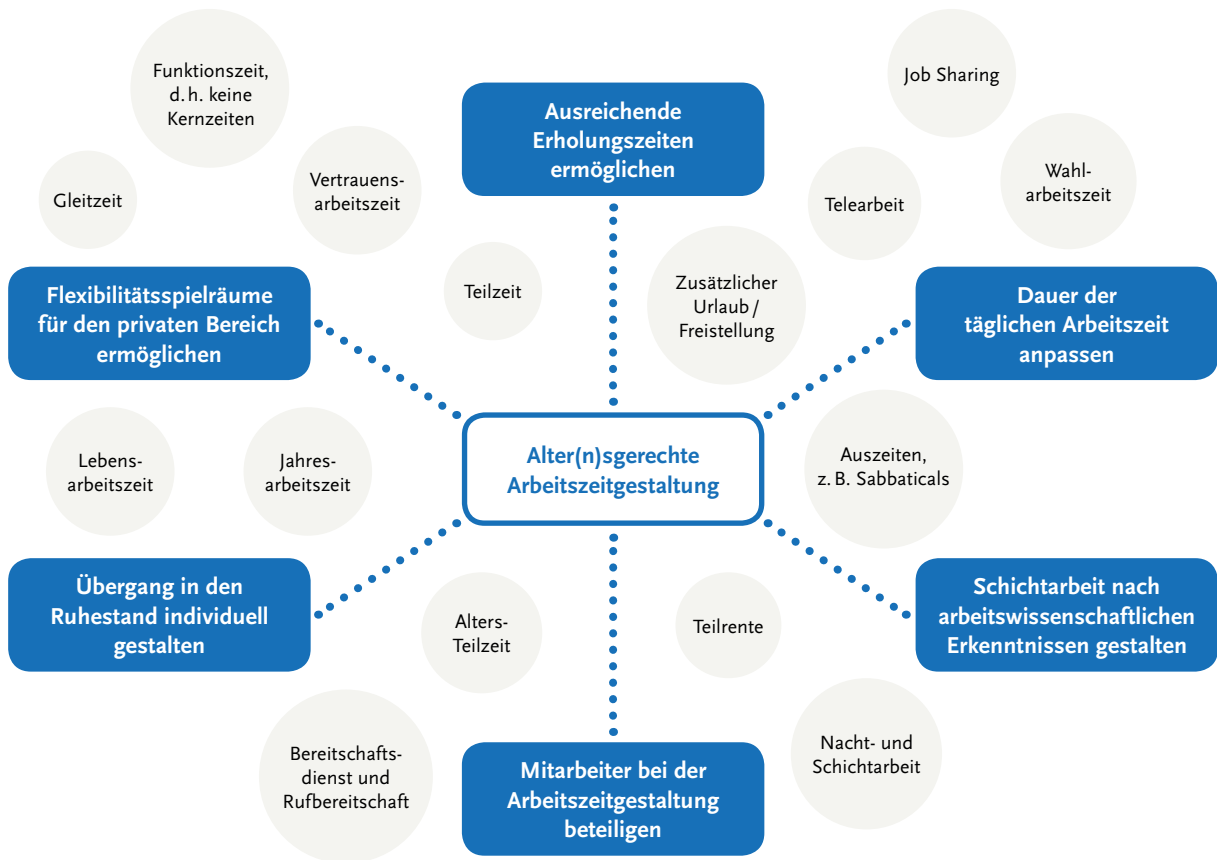 Funktionszeit,
d. h. keine
Kernzeiten
Job Sharing
Ausreichende
Erholungszeiten
ermöglichen
Gleitzeit
Vertrauens-
arbeitszeit
Telearbeit
Wahl-
arbeitszeit
Teilzeit
Zusätzlicher
Urlaub /
Freistellung
Flexibilitätsspielräume
für den privaten Bereich
ermöglichen
Dauer der
täglichen Arbeitszeit
anpassen
Lebens-
arbeitszeit
Jahres-
arbeitszeit
Alter(n)sgerechte
Arbeitszeitgestaltung
Auszeiten,
z. B. Sabbaticals
Übergang in den
Ruhestand individuell
gestalten
Alters-
Teilzeit
Teilrente
Schichtarbeit nach
arbeitswissenschaftlichen
Erkenntnissen gestalten
Bereitschafts-
dienst und
Rufbereitschaft
Mitarbeiter bei der
Arbeitszeitgestaltung
beteiligen
Nacht- und
Schichtarbeit